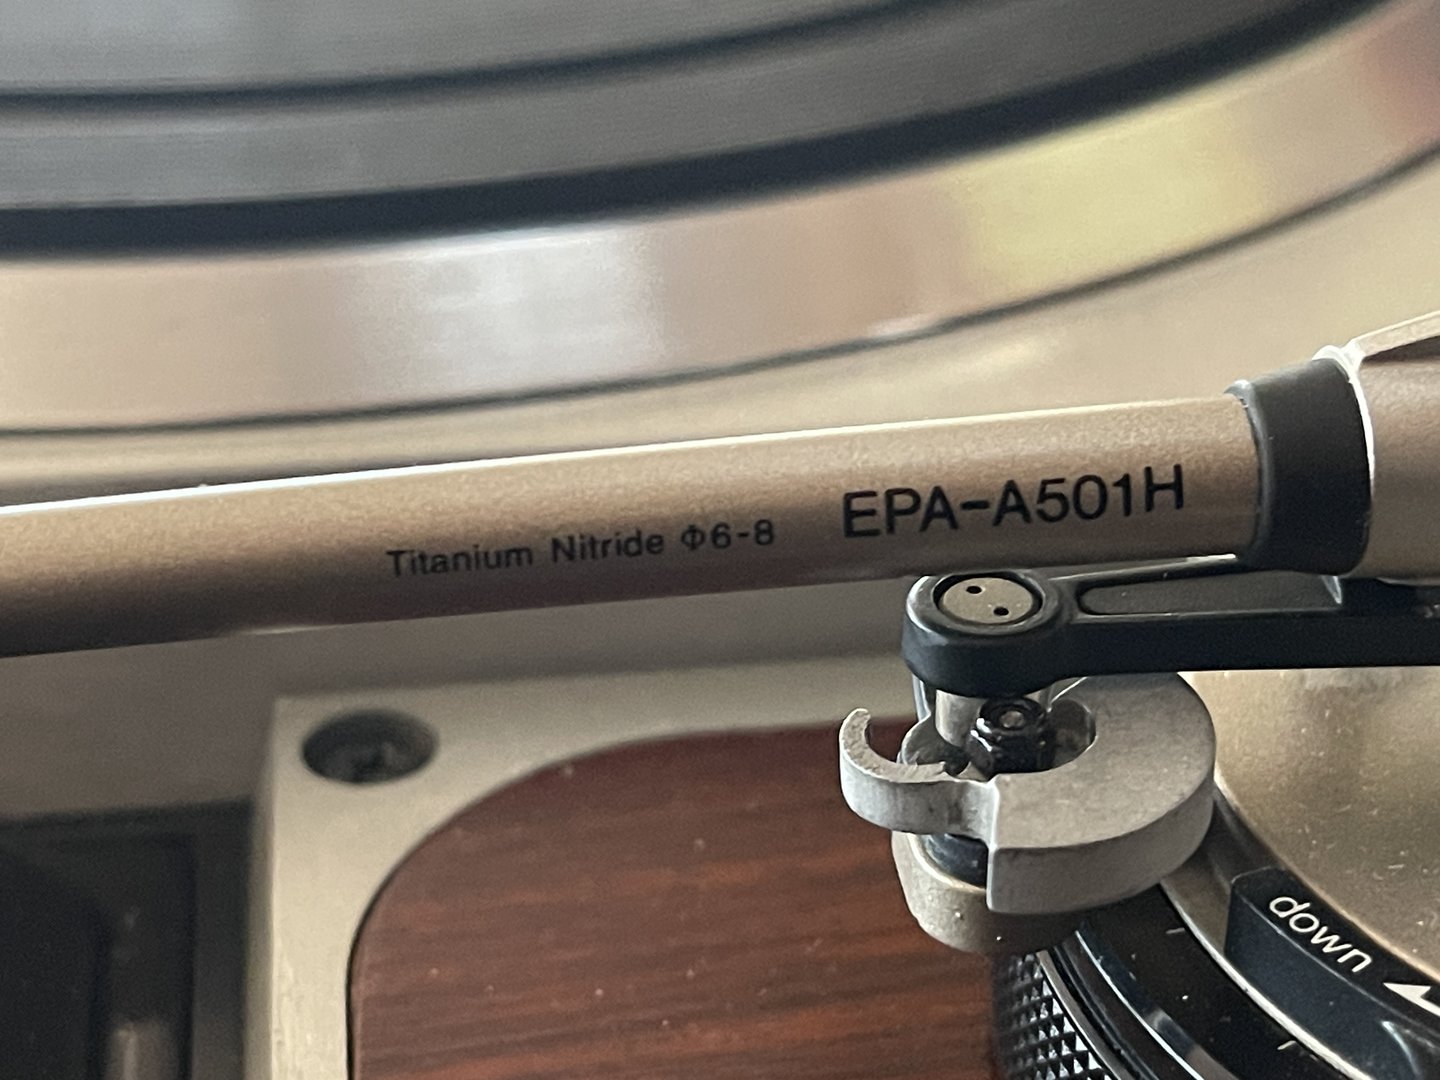 Titanium Nitride Φ6-8 EPA-A501H
down